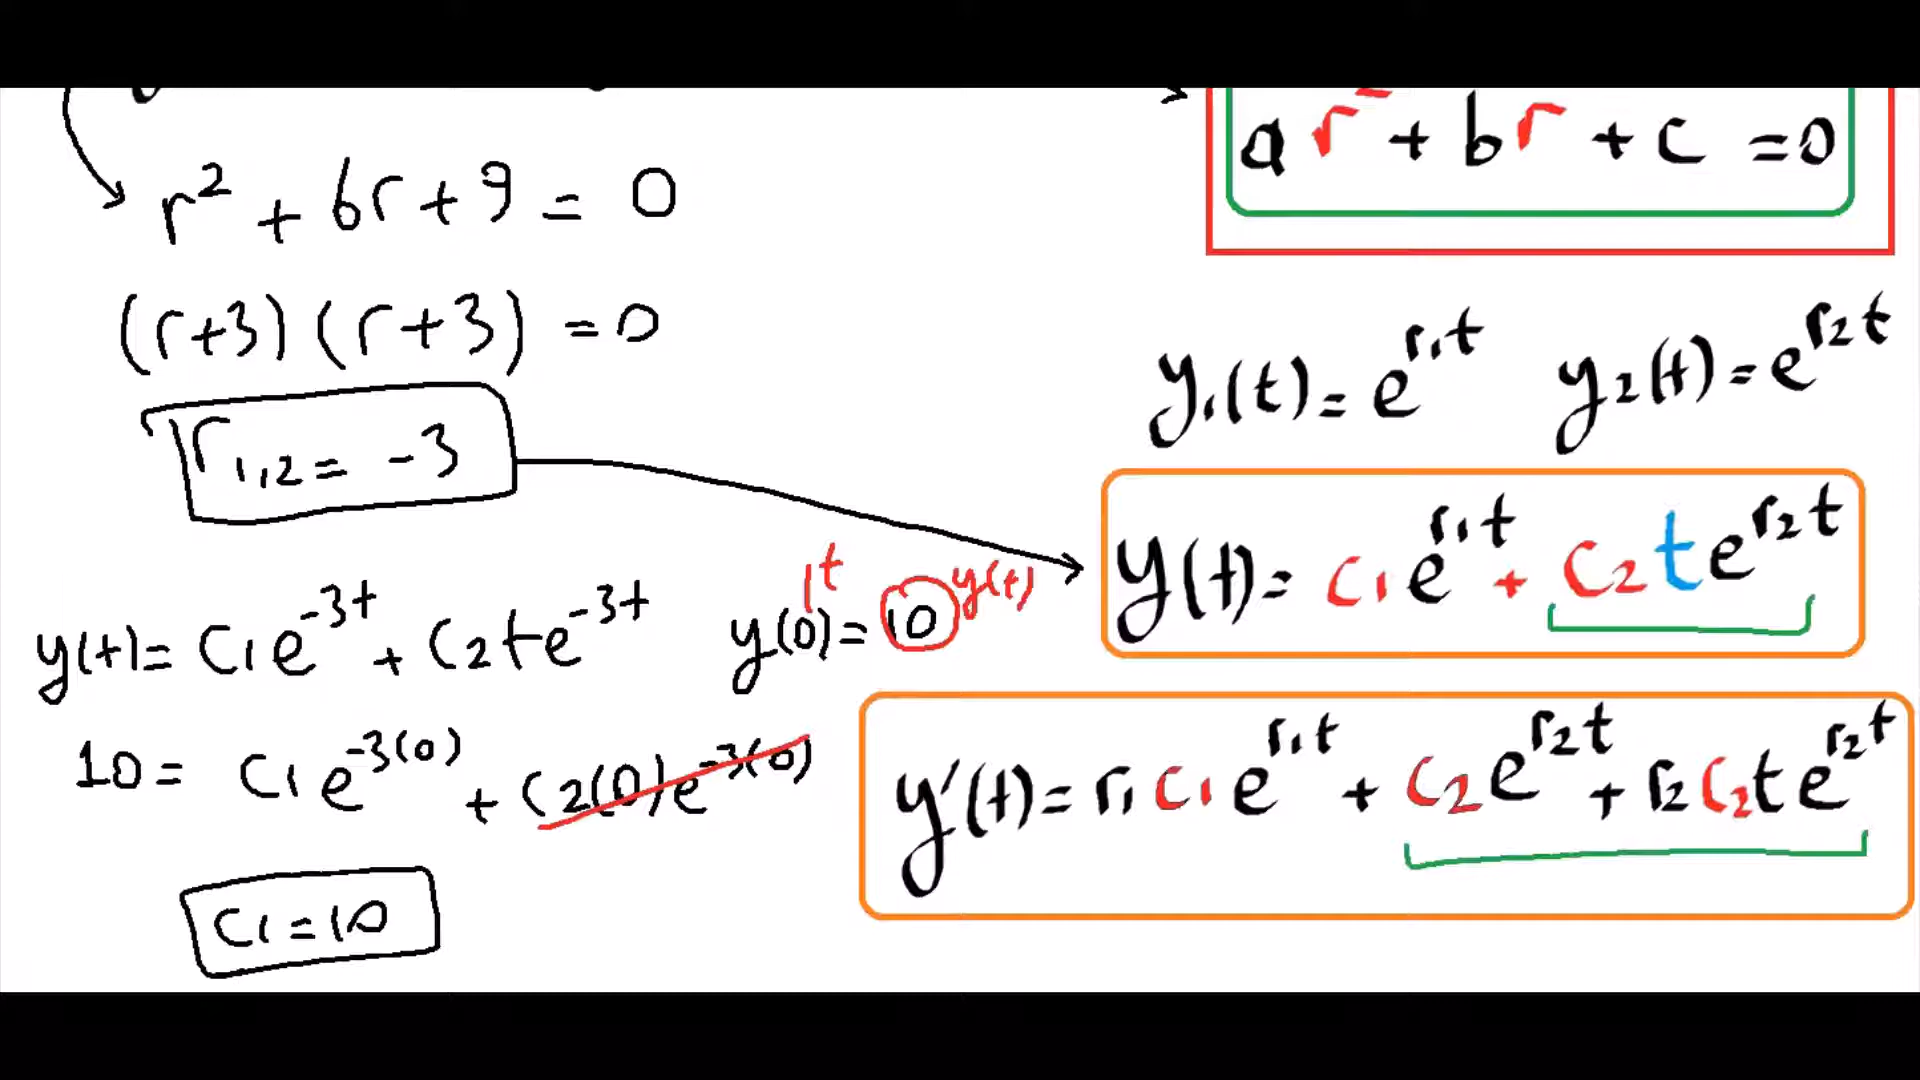 ar² + br + c = 0
r² + 6r + 9 = 0
(r+3)(r+3) = 0
r₁,₂ = -3
y₁(t) = e^r₁t y₂(t) = e^r₂t
y(t) = c₁e^r₁t + c₂te^r₂t
t
y(t) = c₁e^-3t + c₂te^-3t y(0) = 10 y(t)
10 = c₁e^-3(0) + c₂(0)e^-3(0)
y'(t) = r₁c₁e^r₁t + c₂e^r₂t + r₂c₂te^r₂t
c₁ = 10